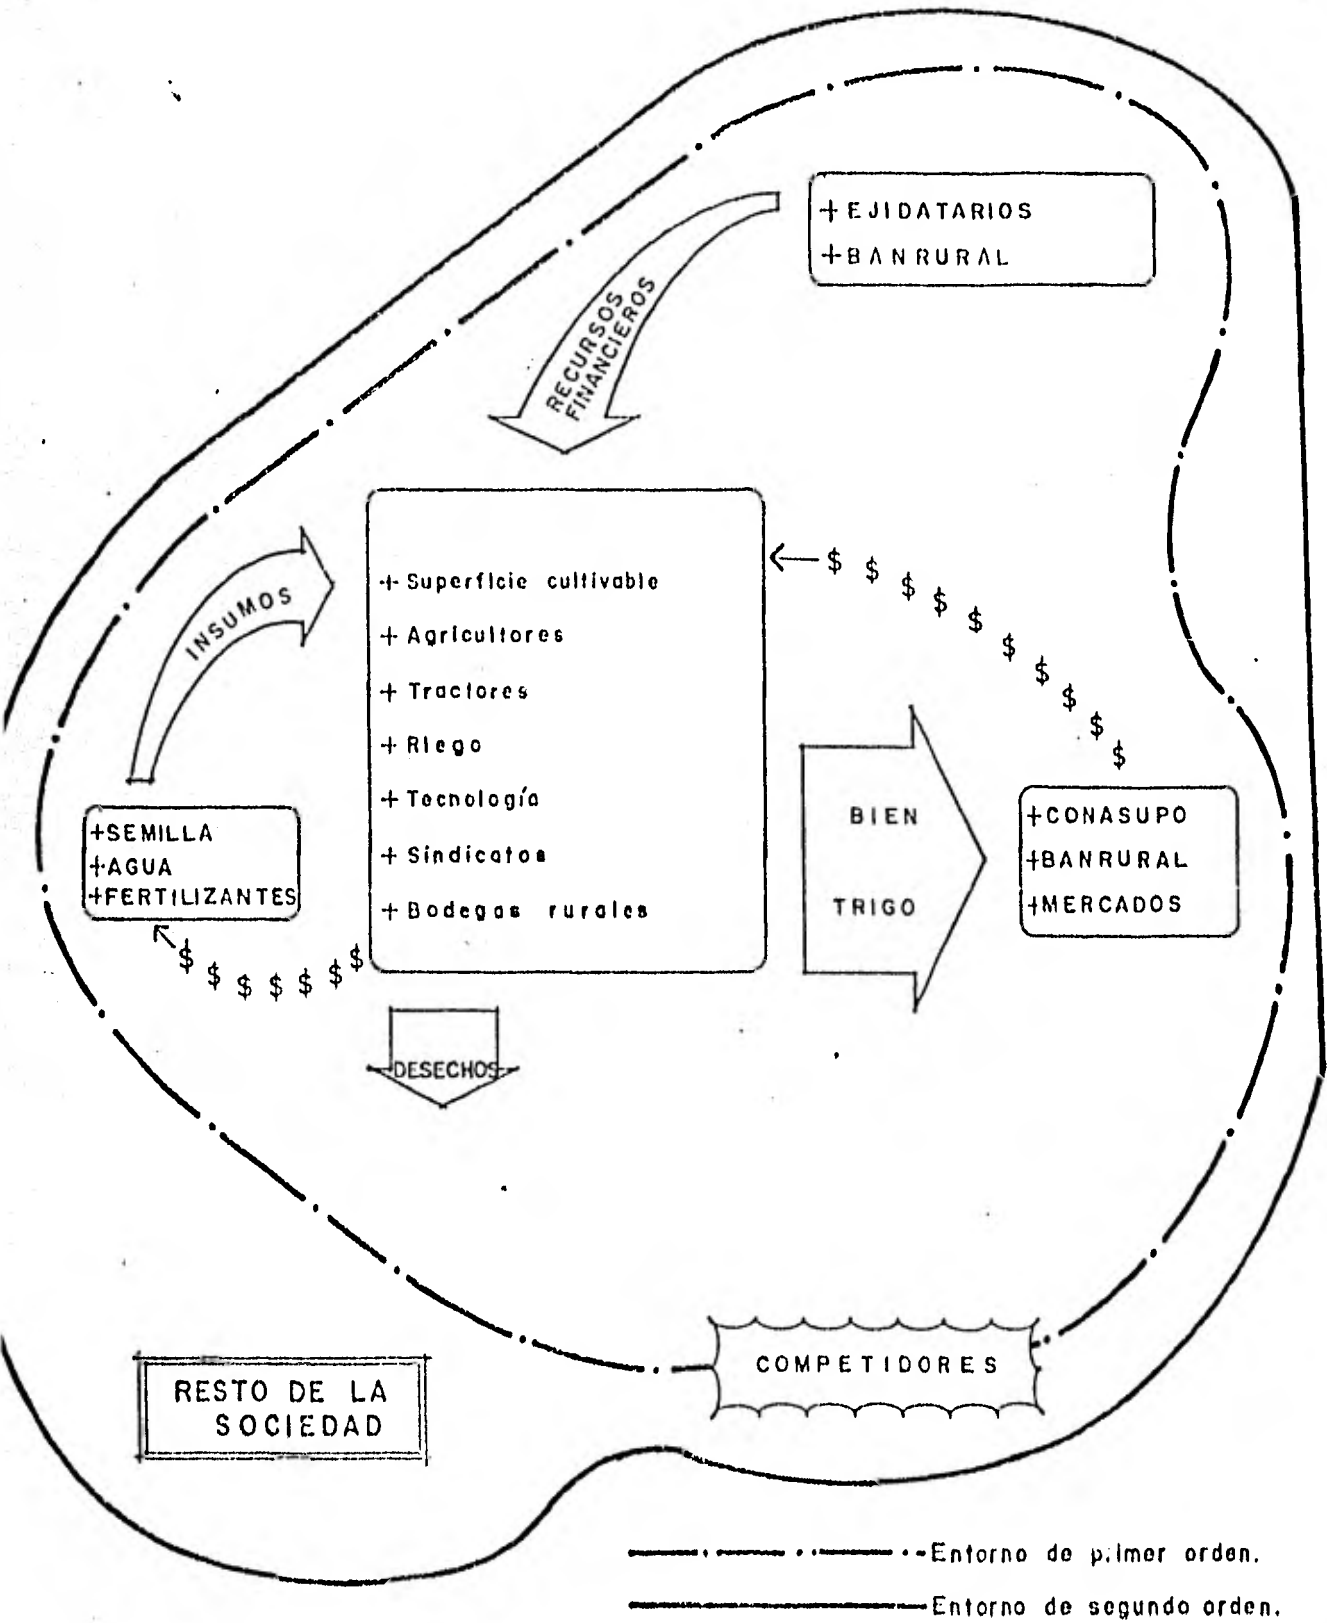 +EJIDATARIOS
+BANRURAL
RECURSOS
FINANCIEROS
+ Superficie cultivable
+ Agricultores
+ Tractores
+ Riego
+ Tecnología
+ Sindicatos
+ Bodegas rurales
INSUMOS
+SEMILLA
+AGUA
+FERTILIZANTES
←$ $ $ $ $ $ $ $ $ $
BIEN
TRIGO
+CONASUPO
+BANRURAL
+MERCADOS
$ $ $ $ $ $ $
DESECHOS
COMPETIDORES
RESTO DE LA
SOCIEDAD
Entorno de primer orden.
Entorno de segundo orden.